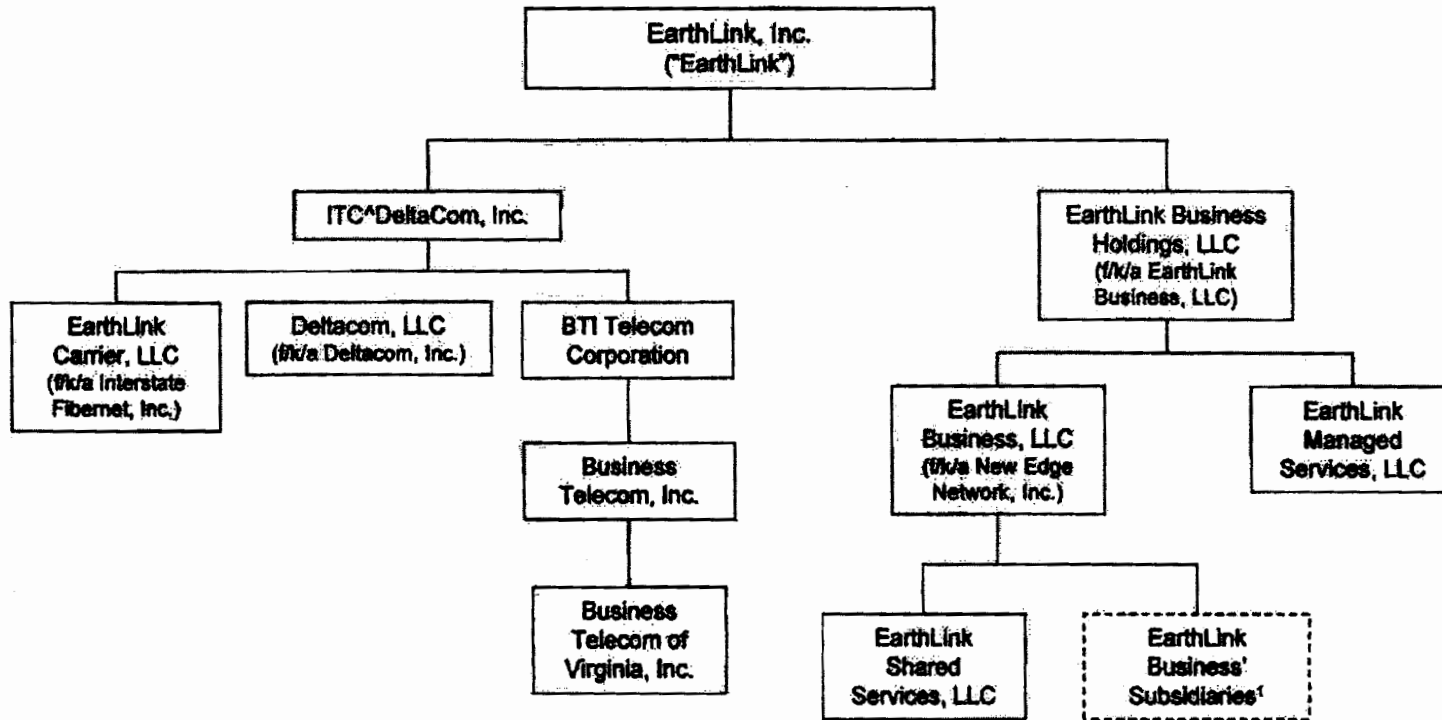 EarthLink, Inc.
("EarthLink")
ITC^DeltaCom, Inc.
EarthLink Business
Holdings, LLC
(f/k/a EarthLink
Business, LLC)
EarthLink
Carrier, LLC
(f/k/a Interstate
Fibernet, Inc.)
Deltacom, LLC
(f/k/a Deltacom, Inc.)
BTI Telecom
Corporation
EarthLink
Business, LLC
(f/k/a New Edge
Network, Inc.)
EarthLink
Managed
Services, LLC
Business
Telecom, Inc.
Business
Telecom of
Virginia, Inc.
EarthLink
Shared
Services, LLC
EarthLink
Business'
Subsidiaries¹